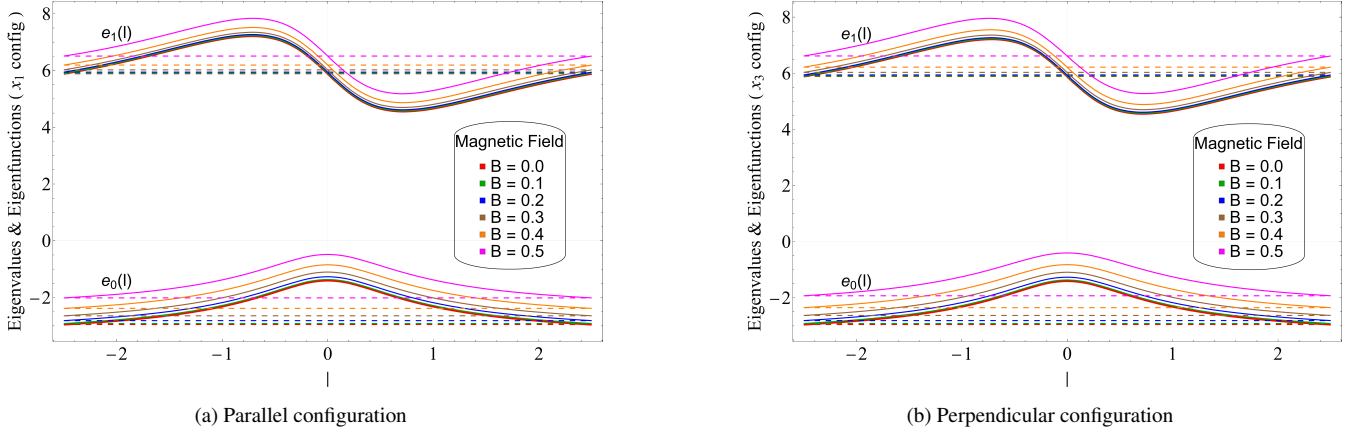 Eigenvalues & Eigenfunctions ( x₁ config)
8
6
4
2
0
−2
e₁(l)
e₀(l)
Magnetic Field
B = 0.0
B = 0.1
B = 0.2
B = 0.3
B = 0.4
B = 0.5
−2
−1
0
1
2
l
(a) Parallel configuration
Eigenvalues & Eigenfunctions ( x₃ config)
8
6
4
2
0
−2
e₁(l)
e₀(l)
Magnetic Field
B = 0.0
B = 0.1
B = 0.2
B = 0.3
B = 0.4
B = 0.5
−2
−1
0
1
2
l
(b) Perpendicular configuration